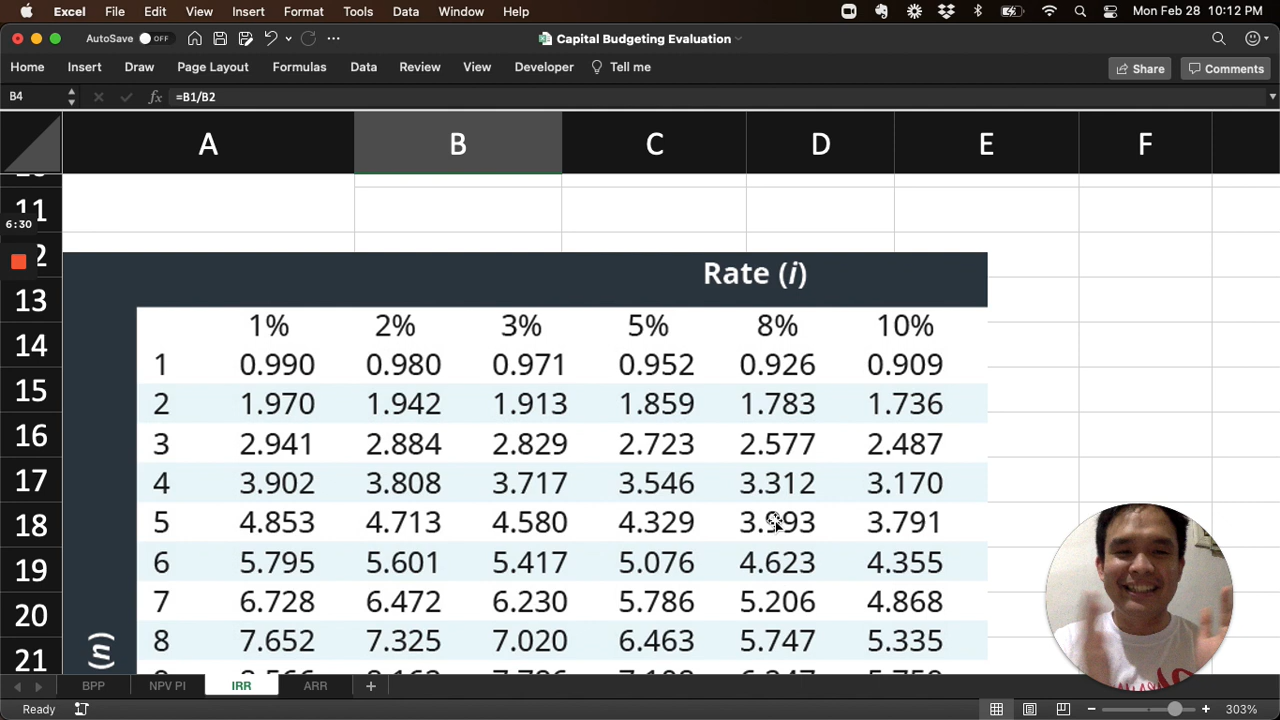 Excel File Edit View Insert Format Tools Data Window Help Mon Feb 28 10:12 PM
AutoSave OFF ... Capital Budgeting Evaluation
Home Insert Draw Page Layout Formulas Data Review View Developer Tell me Share Comments
B4 fx =B1/B2
A B C D E F
11
6:30
2
13
14
15
16
17
18
19
20
21
Rate (i)
1% 2% 3% 5% 8% 10%
1 0.990 0.980 0.971 0.952 0.926 0.909
2 1.970 1.942 1.913 1.859 1.783 1.736
3 2.941 2.884 2.829 2.723 2.577 2.487
4 3.902 3.808 3.717 3.546 3.312 3.170
5 4.853 4.713 4.580 4.329 3.993 3.791
6 5.795 5.601 5.417 5.076 4.623 4.355
7 6.728 6.472 6.230 5.786 5.206 4.868
8 7.652 7.325 7.020 6.463 5.747 5.335
(n)
BPP NPV PI IRR ARR +
Ready 303%